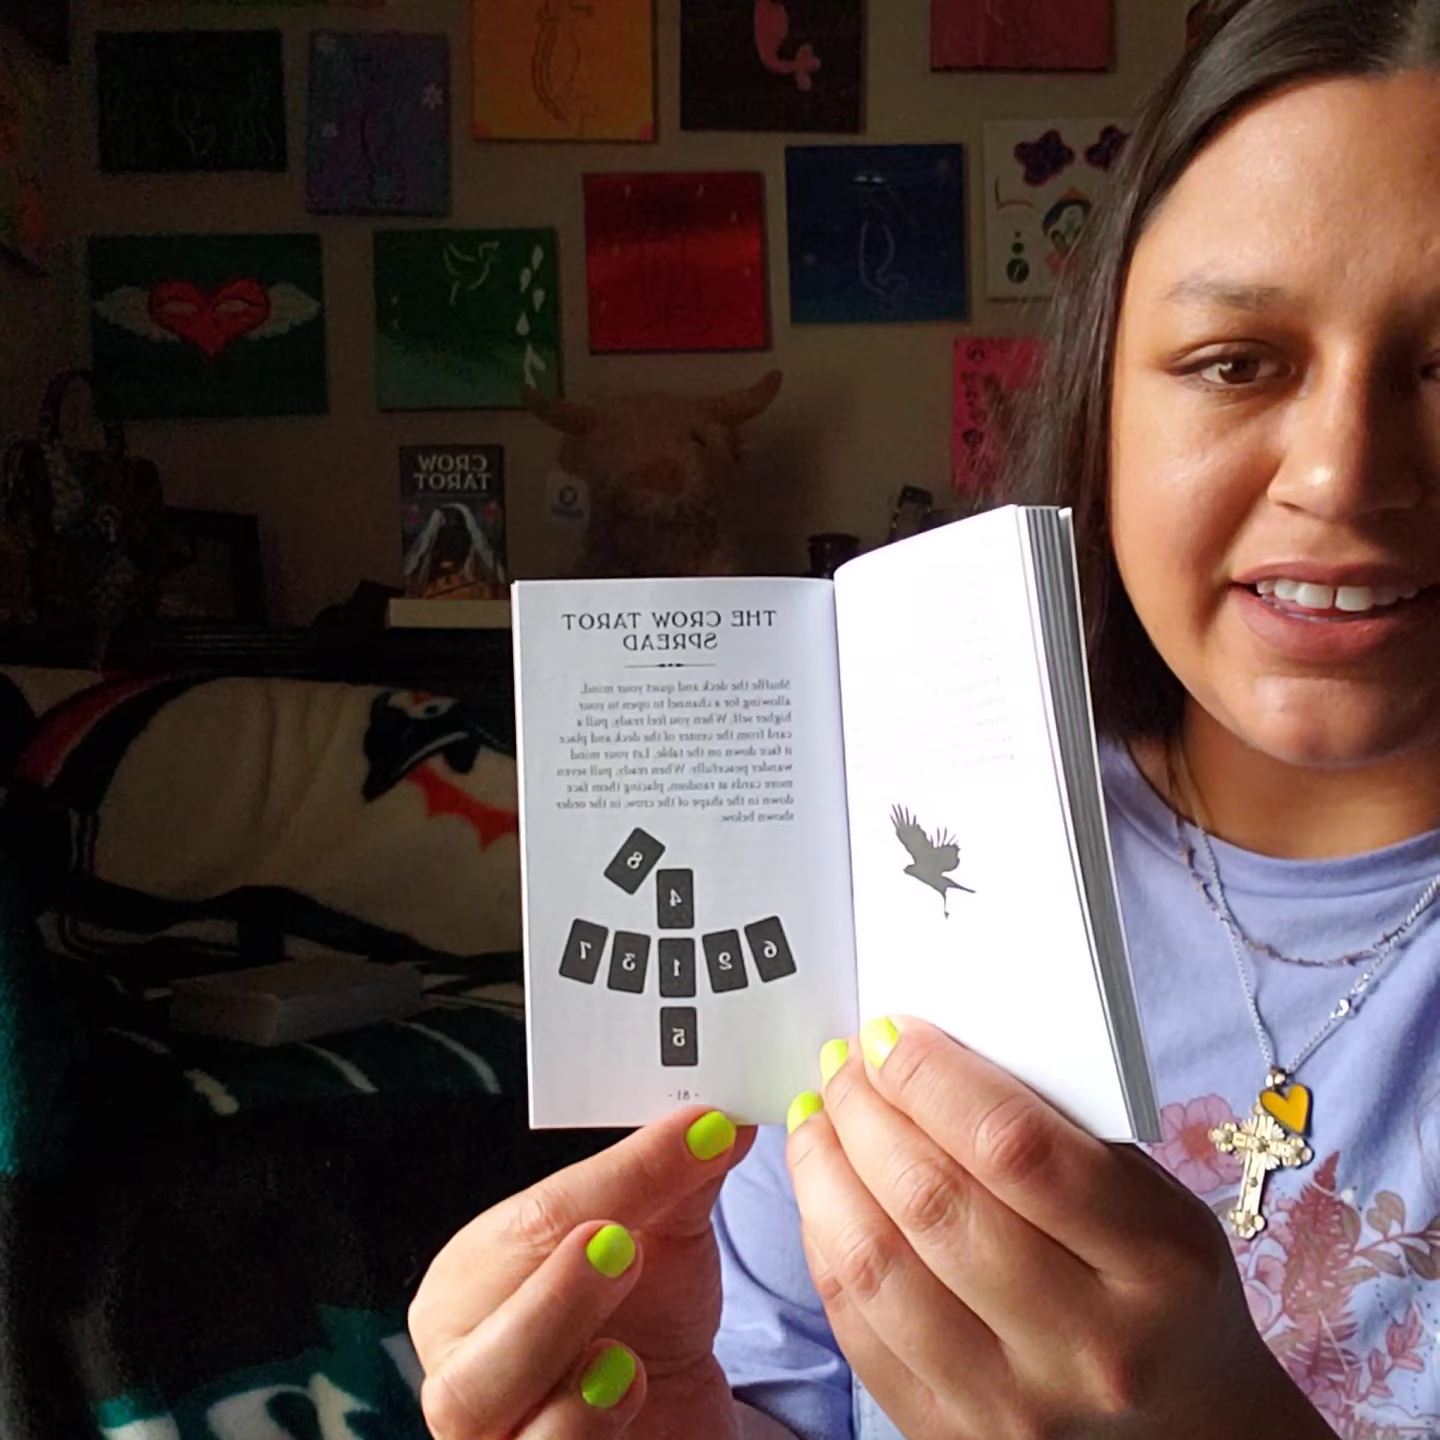 CROW
TAROT
THE CROW TAROT
SPREAD
Shuffle the deck and quiet your mind,
allowing for a channel to open to your
higher self. When you feel ready, pull a
card from the center of the deck and place
it face down on the table. Let your mind
wander peacefully. When ready, pull seven
more cards at random, placing them face
down in the shape of the crow, in the order
shown below.
8
4
7 3 1 2 6
5
- 81 -